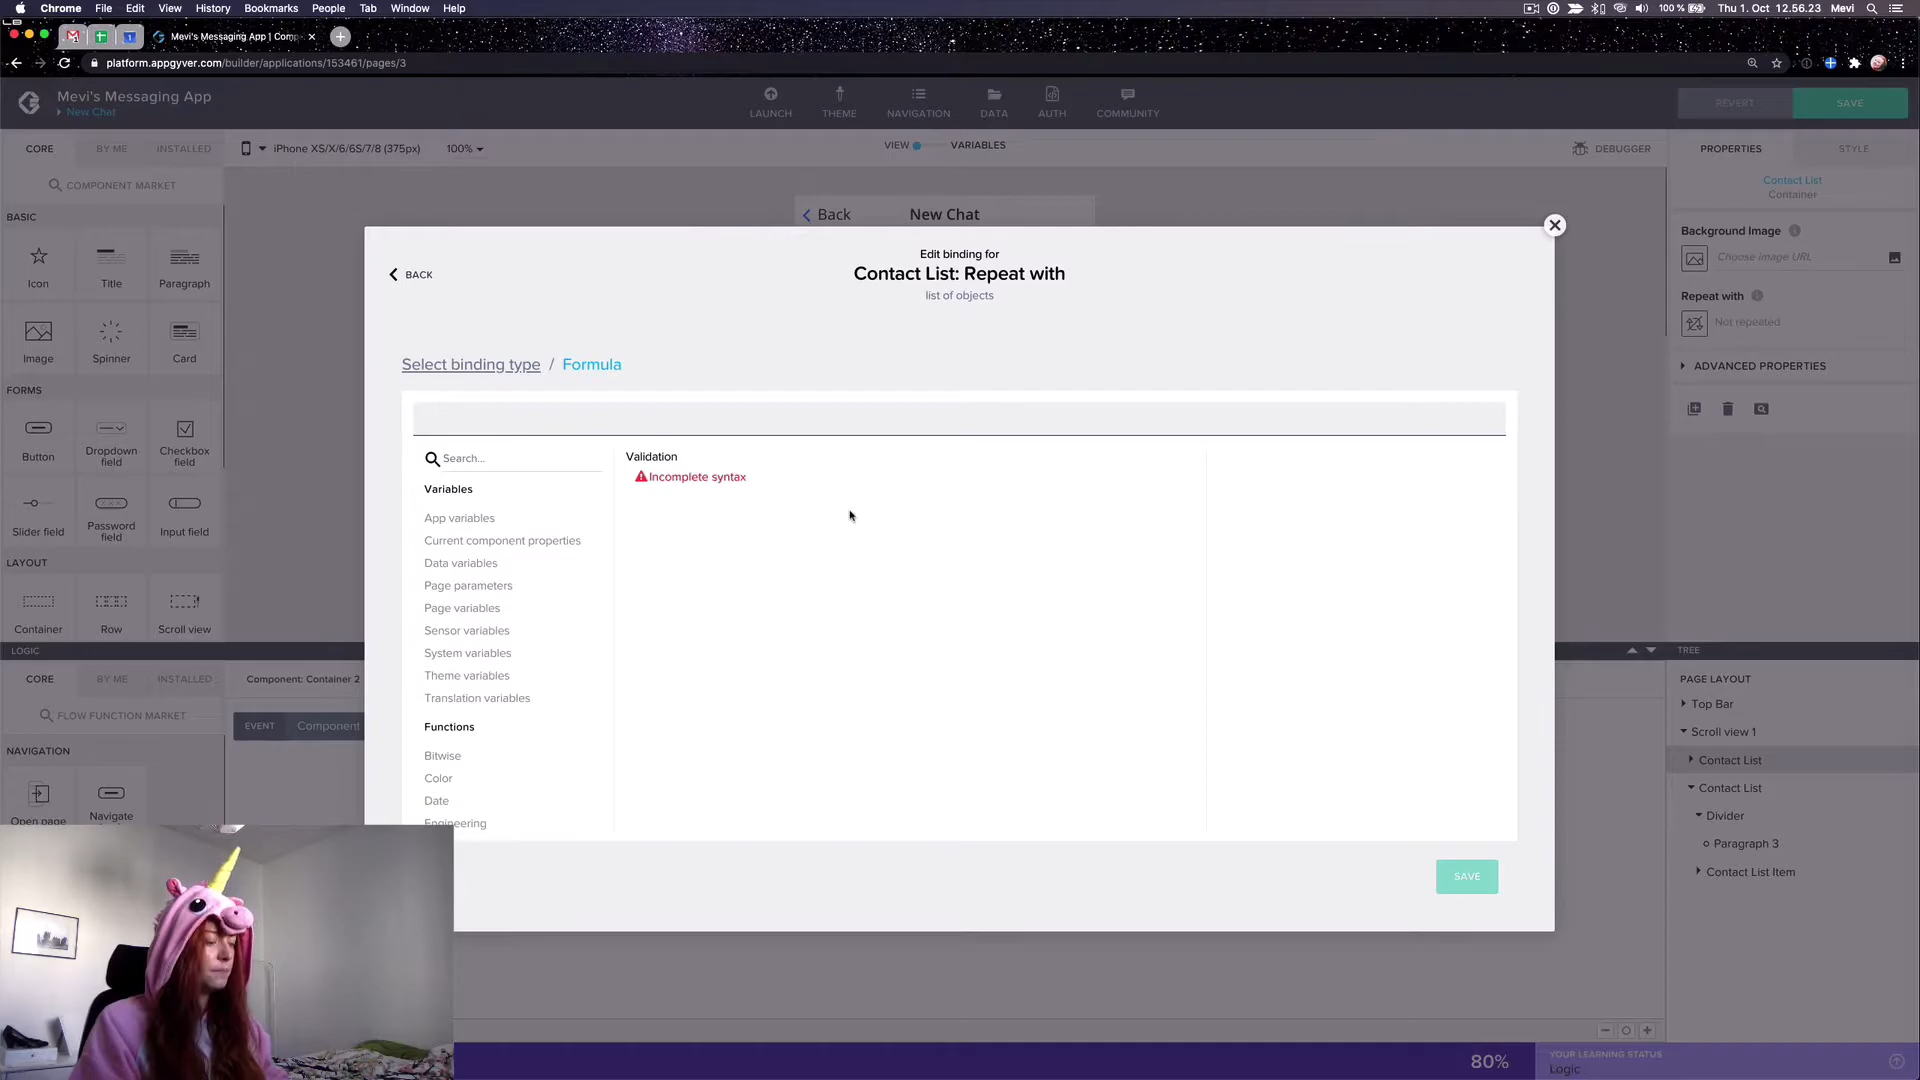 Chrome File Edit View History Bookmarks People Tab Window Help
100 % Thu 1. Oct 12.56.23 Mevi
Mevi's Messaging App | Comp
platform.appgyver.com/builder/applications/153461/pages/3
Mevi's Messaging App
New Chat
LAUNCH THEME NAVIGATION DATA AUTH COMMUNITY
REVERT SAVE
CORE BY ME INSTALLED
iPhone XS/X/6/6S/7/8 (375px) 100%
VIEW VARIABLES
DEBUGGER
PROPERTIES STYLE
COMPONENT MARKET
Contact List
Container
BASIC
Back New Chat
Background Image
Choose image URL
Icon Title Paragraph
Edit binding for
BACK
Contact List: Repeat with
list of objects
Repeat with
Not repeated
Image Spinner Card
Select binding type / Formula
ADVANCED PROPERTIES
FORMS
Button Dropdown field Checkbox field
Search...
Validation
Incomplete syntax
Variables
App variables
Current component properties
Data variables
Page parameters
Page variables
Sensor variables
System variables
Theme variables
Translation variables
Functions
Bitwise
Color
Date
Engineering
SAVE
Slider field Password field Input field
LAYOUT
Container Row Scroll view
LOGIC
TREE
CORE BY ME INSTALLED
Component: Container 2
PAGE LAYOUT
FLOW FUNCTION MARKET
EVENT Component
Top Bar
Scroll view 1
NAVIGATION
Contact List
Contact List
Open page Navigate
Divider
Paragraph 3
Contact List Item
80%
YOUR LEARNING STATUS
Logic